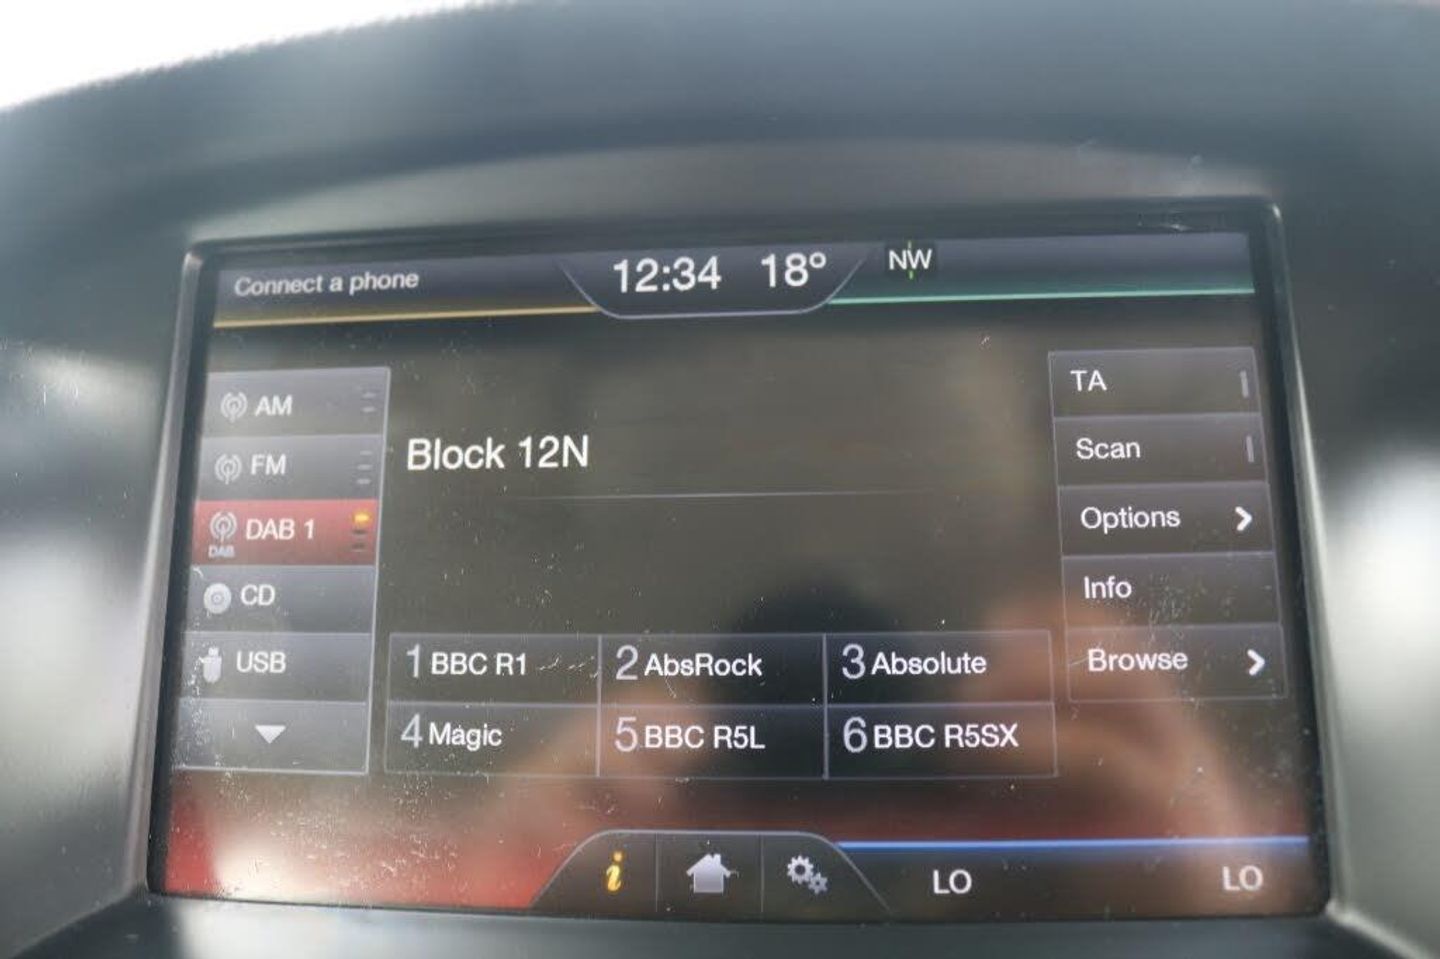 Connect a phone
12:34 18°
NW
AM
FM
DAB 1
DAB
CD
USB
Block 12N
TA
Scan
Options
Info
Browse
1 BBC R1
2 AbsRock
3 Absolute
4 Magic
5 BBC R5L
6 BBC R5SX
i
LO
LO